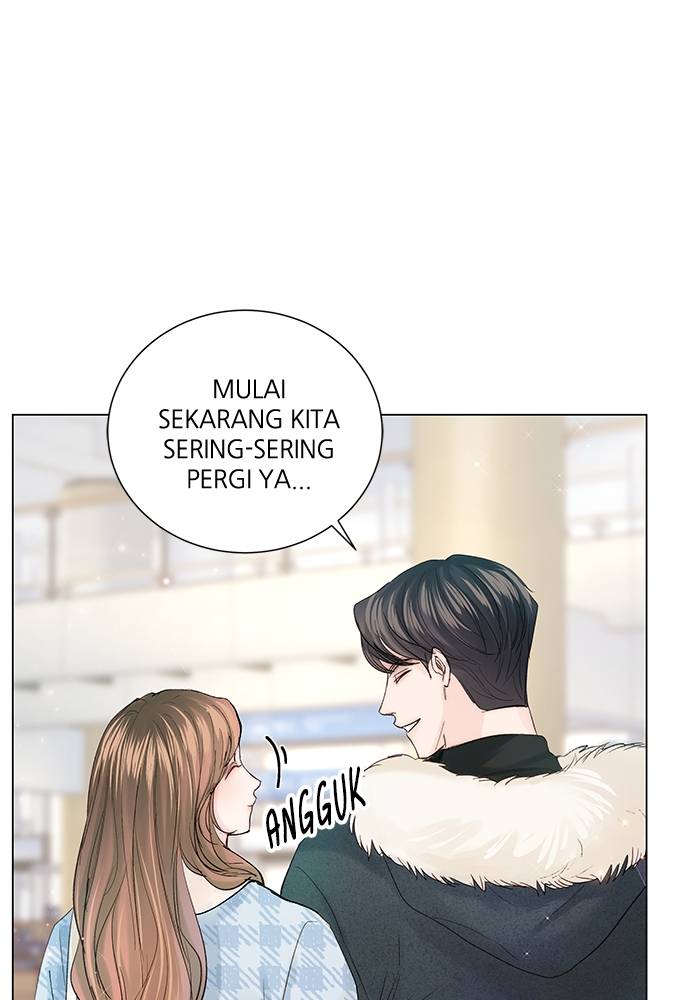 MULAI
SEKARANG KITA
SERING-SERING
PERGI YA...
ANGGUK